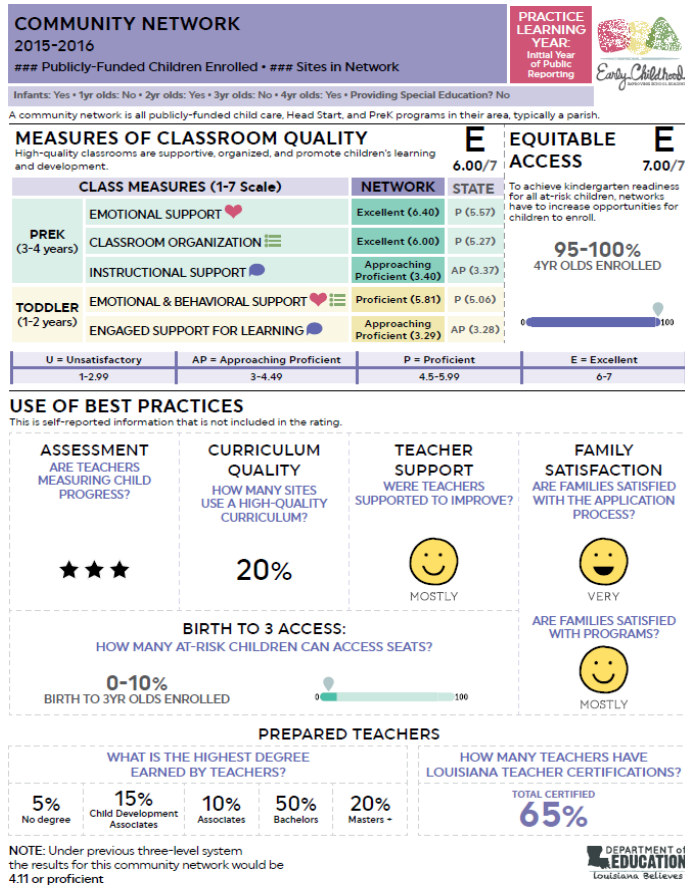 COMMUNITY NETWORK
2015-2016
### Publicly-Funded Children Enrolled • ### Sites in Network
PRACTICE
LEARNING
YEAR:
Initial Year
of Public
Reporting
Early Childhood
Infants: Yes • 1yr olds: No • 2yr olds: Yes • 3yr olds: No • 4yr olds: Yes • Providing Special Education? No
A community network is all publicly-funded child care, Head Start, and PreK programs in their area, typically a parish.
MEASURES OF CLASSROOM QUALITY
High-quality classrooms are supportive, organized, and promote children's learning
and development.
E
6.00/7
CLASS MEASURES (1-7 Scale)
NETWORK
STATE
PREK
(3-4 years)
EMOTIONAL SUPPORT
Excellent (6.40)
P (5.57)
CLASSROOM ORGANIZATION
Excellent (6.00)
P (5.27)
INSTRUCTIONAL SUPPORT
Approaching
Proficient (3.40)
AP (3.37)
TODDLER
(1-2 years)
EMOTIONAL & BEHAVIORAL SUPPORT
Proficient (5.81)
P (5.06)
ENGAGED SUPPORT FOR LEARNING
Approaching
Proficient (3.29)
AP (3.28)
EQUITABLE
ACCESS
E
7.00/7
To achieve kindergarten readiness
for all at-risk children, networks
have to increase opportunities for
children to enroll.
95-100%
4YR OLDS ENROLLED
0
100
U = Unsatisfactory
AP = Approaching Proficient
P = Proficient
E = Excellent
1-2.99
3-4.49
4.5-5.99
6-7
USE OF BEST PRACTICES
This is self-reported information that is not included in the rating.
ASSESSMENT
ARE TEACHERS
MEASURING CHILD
PROGRESS?
CURRICULUM
QUALITY
HOW MANY SITES
USE A HIGH-QUALITY
CURRICULUM?
20%
TEACHER
SUPPORT
WERE TEACHERS
SUPPORTED TO IMPROVE?
MOSTLY
FAMILY
SATISFACTION
ARE FAMILIES SATISFIED
WITH THE APPLICATION
PROCESS?
VERY
ARE FAMILIES SATISFIED
WITH PROGRAMS?
MOSTLY
BIRTH TO 3 ACCESS:
HOW MANY AT-RISK CHILDREN CAN ACCESS SEATS?
0-10%
BIRTH TO 3YR OLDS ENROLLED
0
100
PREPARED TEACHERS
WHAT IS THE HIGHEST DEGREE
EARNED BY TEACHERS?
5%
No degree
15%
Child Development
Associates
10%
Associates
50%
Bachelors
20%
Masters +
HOW MANY TEACHERS HAVE
LOUISIANA TEACHER CERTIFICATIONS?
TOTAL CERTIFIED
65%
NOTE: Under previous three-level system
the results for this community network would be
4.11 or proficient
DEPARTMENT of
EDUCATION
Louisiana Believes